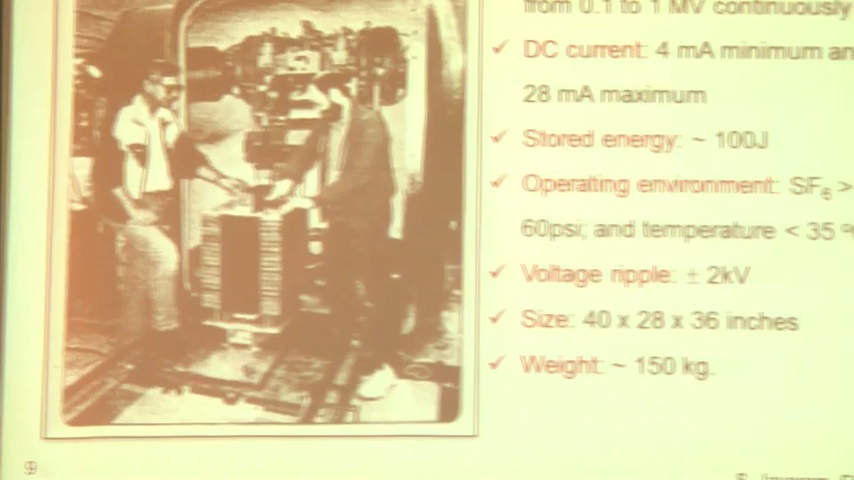 from 0.1 to 1 MV continuously
✓ DC current: 4 mA minimum an
28 mA maximum
✓ Stored energy: ~ 100J
✓ Operating environment: SF₆ >
60psi; and temperature < 35 º
✓ Voltage ripple: ± 2kV
✓ Size: 40 x 28 x 36 inches
✓ Weight: ~ 150 kg.
9